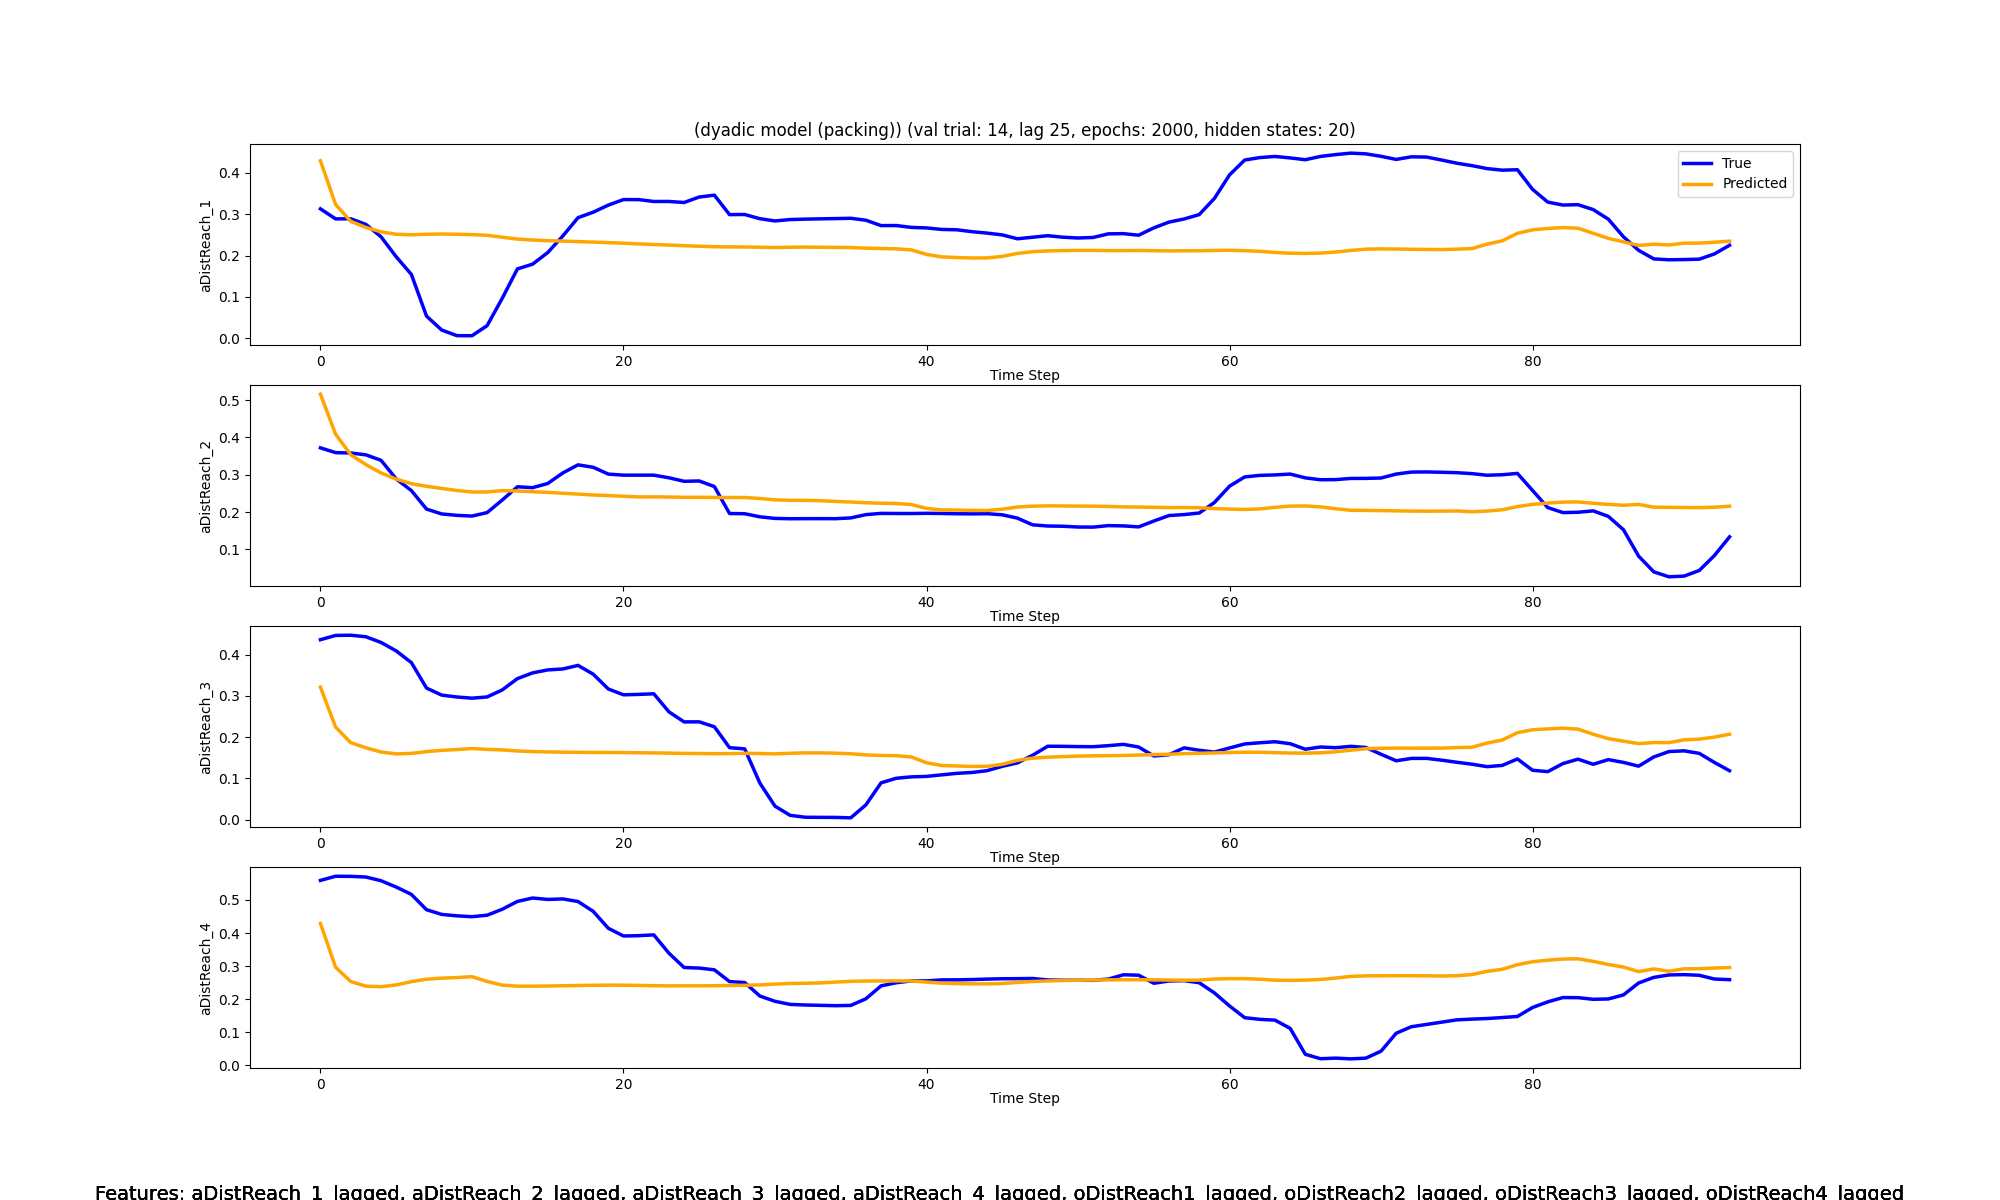 (dyadic model (packing)) (val trial: 14, lag 25, epochs: 2000, hidden states: 20)
True
Predicted
aDistReach_1
0.4
0.3
0.2
0.1
0.0
0 20 40 60 80
Time Step
aDistReach_2
0.5
0.4
0.3
0.2
0.1
0 20 40 60 80
Time Step
aDistReach_3
0.4
0.3
0.2
0.1
0.0
0 20 40 60 80
Time Step
aDistReach_4
0.5
0.4
0.3
0.2
0.1
0.0
0 20 40 60 80
Time Step
Features: aDistReach_1_lagged, aDistReach_2_lagged, aDistReach_3_lagged, aDistReach_4_lagged, oDistReach1_lagged, oDistReach2_lagged, oDistReach3_lagged, oDistReach4_lagged